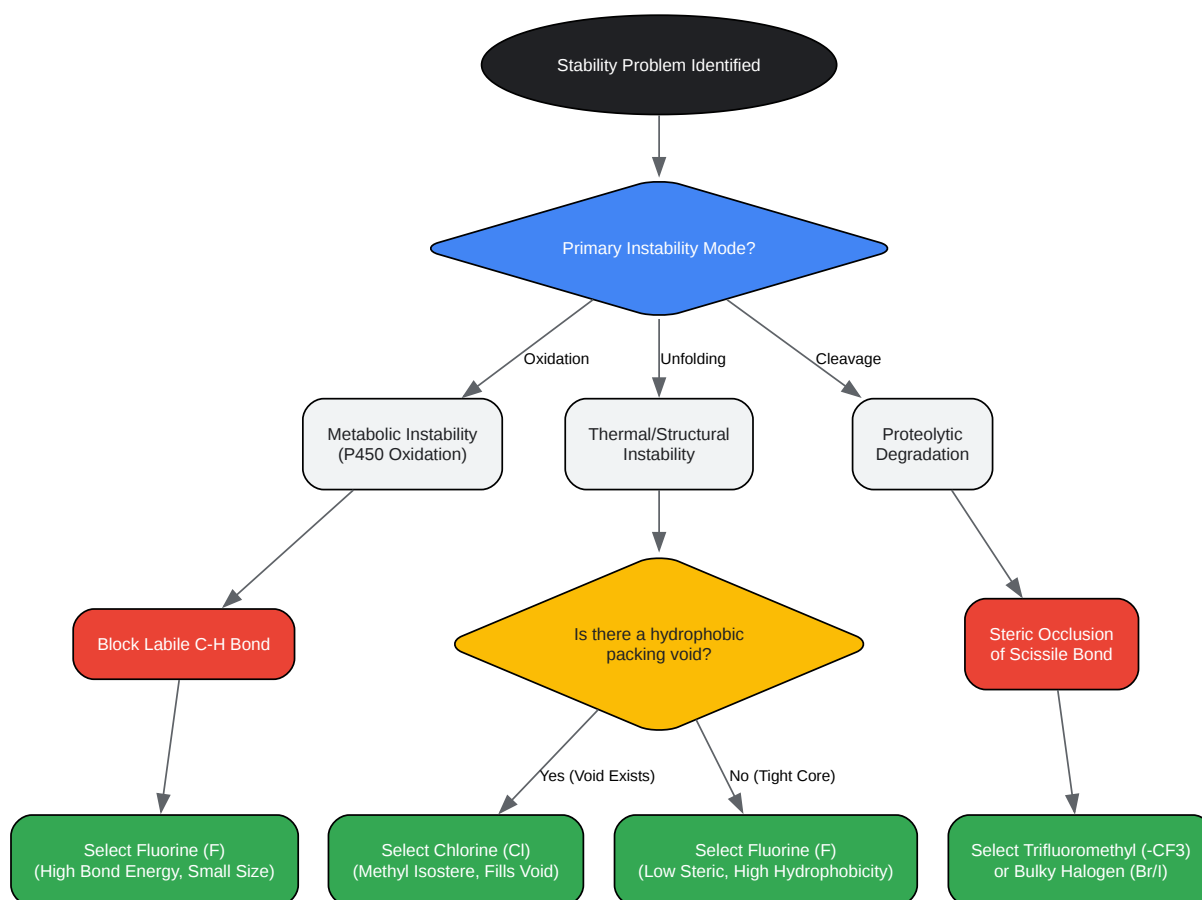 Stability Problem Identified
Primary Instability Mode?
Oxidation
Unfolding
Cleavage
Metabolic Instability
(P450 Oxidation)
Thermal/Structural
Instability
Proteolytic
Degradation
Block Labile C-H Bond
Is there a hydrophobic
packing void?
Steric Occlusion
of Scissile Bond
Yes (Void Exists)
No (Tight Core)
Select Fluorine (F)
(High Bond Energy, Small Size)
Select Chlorine (Cl)
(Methyl Isostere, Fills Void)
Select Fluorine (F)
(Low Steric, High Hydrophobicity)
Select Trifluoromethyl (-CF3)
or Bulky Halogen (Br/I)